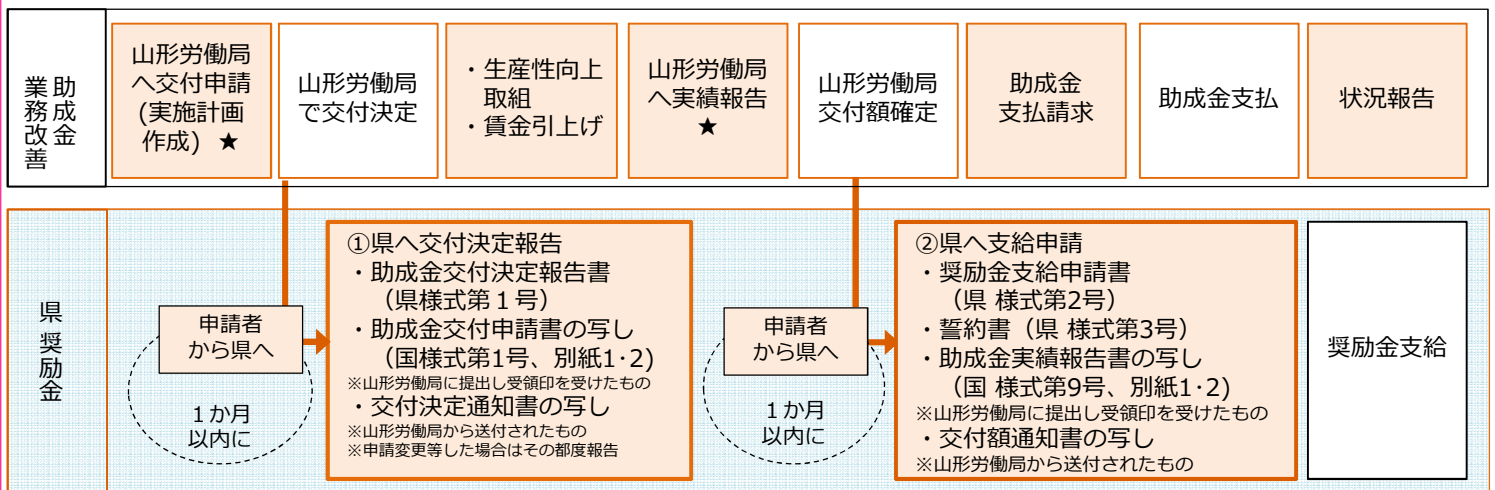 業務改善
助成金
山形労働局
へ交付申請
(実施計画
作成) ★
山形労働局
で交付決定
・生産性向上
取組
・賃金引上げ
山形労働局
へ実績報告
★
山形労働局
交付額確定
助成金
支払請求
助成金支払
状況報告
県 奨励金
申請者
から県へ
1か月
以内に
①県へ交付決定報告
・助成金交付決定報告書
（県様式第１号）
・助成金交付申請書の写し
（国様式第1号、別紙1･2)
※山形労働局に提出し受領印を受けたもの
・交付決定通知書の写し
※山形労働局から送付されたもの
※申請変更等した場合はその都度報告
申請者
から県へ
1か月
以内に
②県へ支給申請
・奨励金支給申請書
（県 様式第2号）
・誓約書（県 様式第3号）
・助成金実績報告書の写し
（国 様式第9号、別紙1･2)
※山形労働局に提出し受領印を受けたもの
・交付額通知書の写し
※山形労働局から送付されたもの
奨励金支給